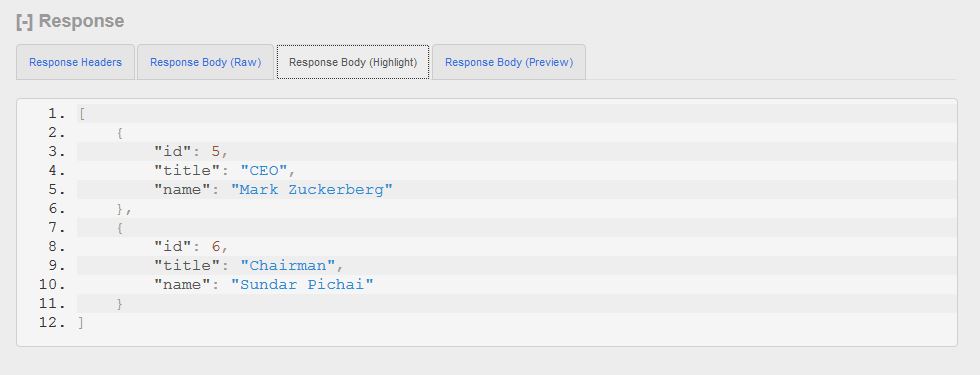 [-] Response
Response Headers Response Body (Raw) Response Body (Highlight) Response Body (Preview)
1. [
2. {
3. "id": 5,
4. "title": "CEO",
5. "name": "Mark Zuckerberg"
6. },
7. {
8. "id": 6,
9. "title": "Chairman",
10. "name": "Sundar Pichai"
11. }
12. ]